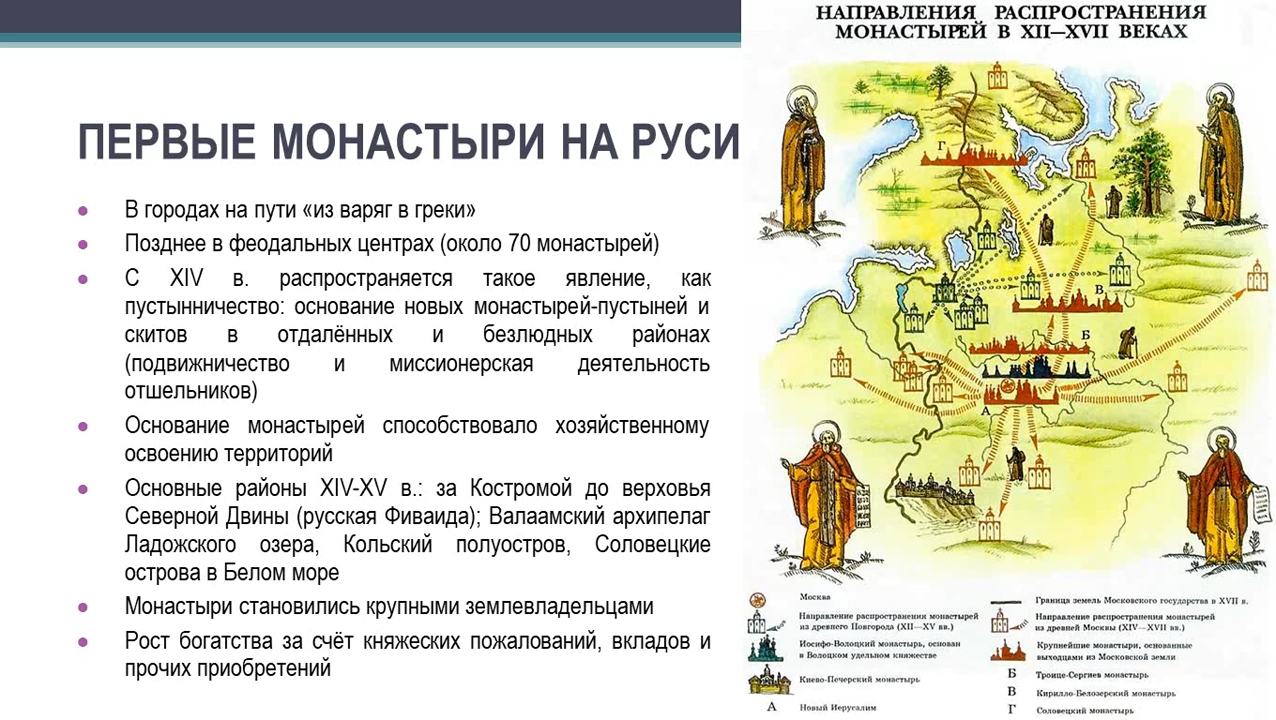 ПЕРВЫЕ МОНАСТЫРИ НА РУСИ
В городах на пути «из варяг в греки»
Позднее в феодальных центрах (около 70 монастырей)
С XIV в. распространяется такое явление, как
пустынничество: основание новых монастырей-пустыней и
скитов в отдалённых и безлюдных районах
(подвижничество и миссионерская деятельность
отшельников)
Основание монастырей способствовало хозяйственному
освоению территорий
Основные районы XIV-XV в.: за Костромой до верховья
Северной Двины (русская Фиваида); Валаамский архипелаг
Ладожского озера, Кольский полуостров, Соловецкие
острова в Белом море
Монастыри становились крупными землевладельцами
Рост богатства за счёт княжеских пожалований, вкладов и
прочих приобретений
НАПРАВЛЕНИЯ РАСПРОСТРАНЕНИЯ
МОНАСТЫРЕЙ В XII—XVII ВЕКАХ
Г
В
Б
А
Москва
Направление распространения монастырей
из древнего Новгорода (XII—XV вв.)
Иосифо-Волоцкий монастырь, основан
в Волоцком удельном княжестве
Киево-Печерский монастырь
А Новый Иерусалим
Граница земель Московского государства в XVII в.
Направление распространения монастырей
из древней Москвы (XIV—XVII вв.)
Крупнейшие монастыри, основанные
выходцами из Московской земли
Б Троице-Сергиев монастырь
В Кирилло-Белозерский монастырь
Г Соловецкий монастырь